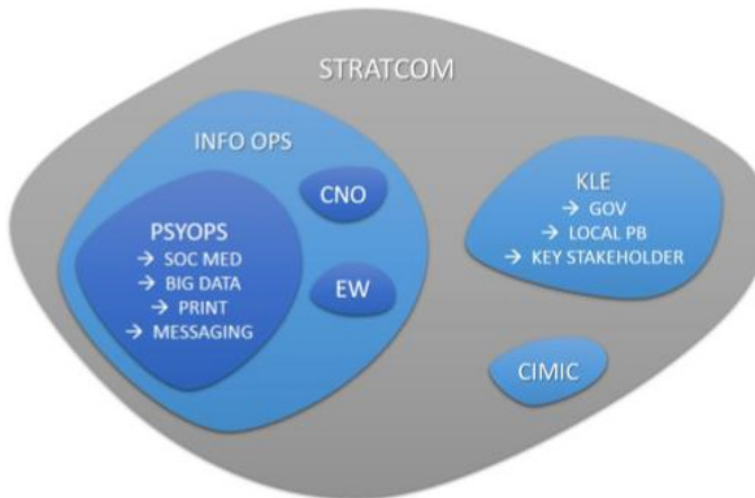 STRATCOM
INFO OPS
CNO
PSYOPS
→ SOC MED
→ BIG DATA
→ PRINT
→ MESSAGING
EW
KLE
→ GOV
→ LOCAL PB
→ KEY STAKEHOLDER
CIMIC